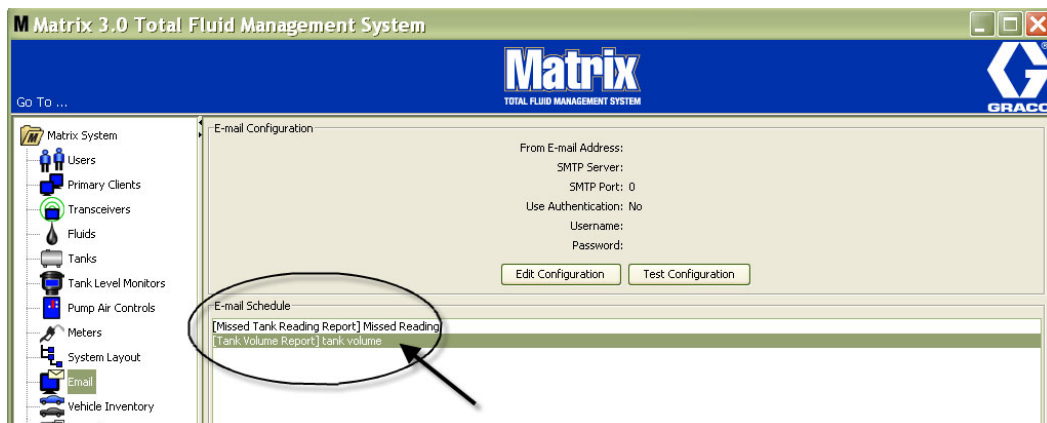 M Matrix 3.0 Total Fluid Management System
Matrix
TOTAL FLUID MANAGEMENT SYSTEM
GRACO
Go To ...
Matrix System
Users
Primary Clients
Transceivers
Fluids
Tanks
Tank Level Monitors
Pump Air Controls
Meters
System Layout
Email
Vehicle Inventory
E-mail Configuration
From E-mail Address:
SMTP Server:
SMTP Port: 0
Use Authentication: No
Username:
Password:
Edit Configuration Test Configuration
E-mail Schedule
[Missed Tank Reading Report] Missed Reading
[Tank Volume Report] tank volume